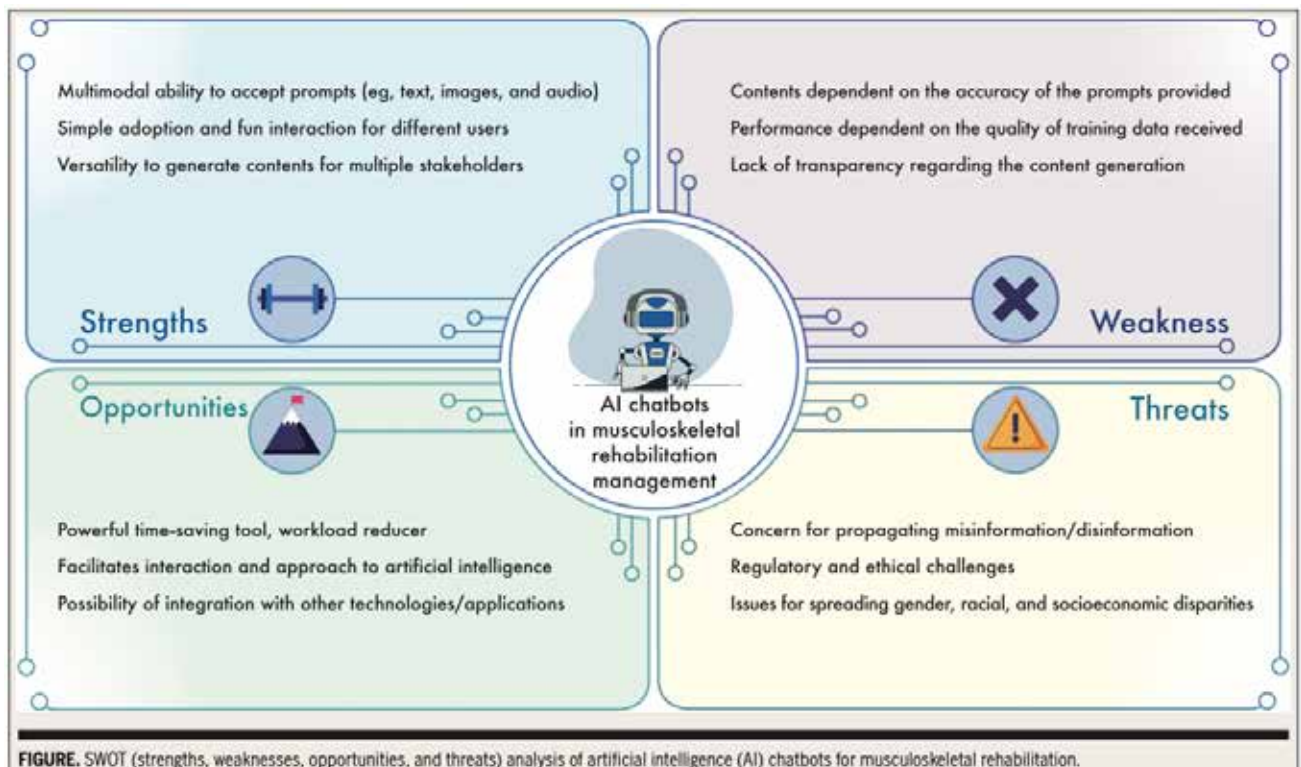 Multimodal ability to accept prompts (eg, text, images, and audio)
Simple adoption and fun interaction for different users
Versatility to generate contents for multiple stakeholders
Strengths
Contents dependent on the accuracy of the prompts provided
Performance dependent on the quality of training data received
Lack of transparency regarding the content generation
Weakness
AI chatbots
in musculoskeletal
rehabilitation
management
Opportunities
Powerful time-saving tool, workload reducer
Facilitates interaction and approach to artificial intelligence
Possibility of integration with other technologies/applications
Threats
Concern for propagating misinformation/disinformation
Regulatory and ethical challenges
Issues for spreading gender, racial, and socioeconomic disparities
FIGURE. SWOT (strengths, weaknesses, opportunities, and threats) analysis of artificial intelligence (AI) chatbots for musculoskeletal rehabilitation.